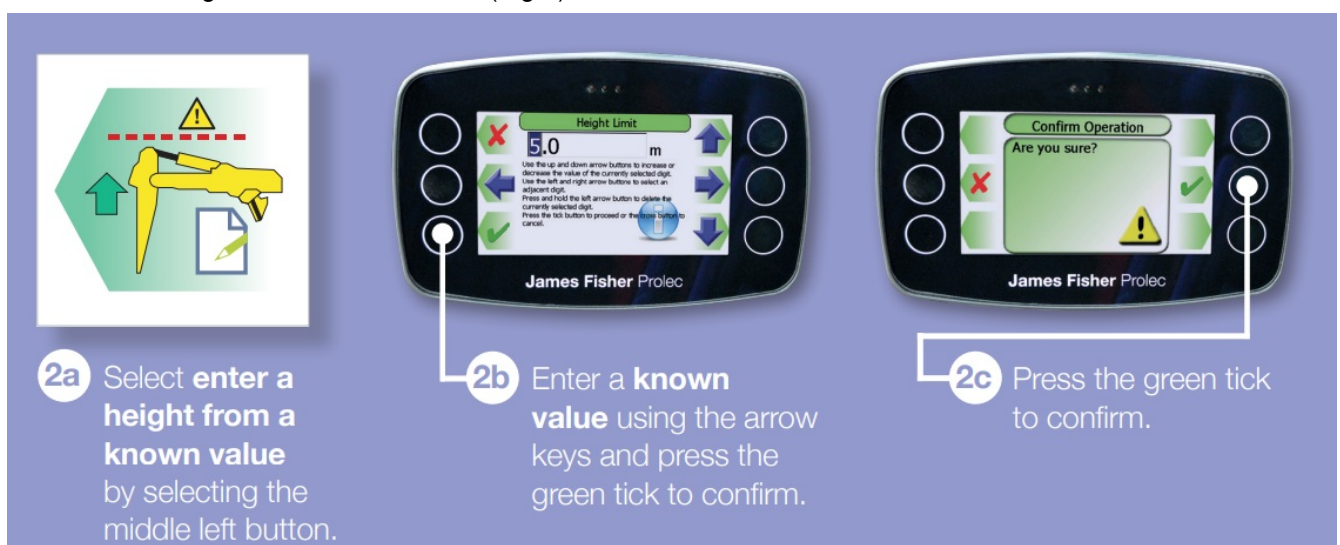 Height Limit
5.0 m
Use the up and down arrow buttons to increase or
decrease the value of the currently selected digit.
Use the left and right arrow buttons to select an
adjacent digit.
Press and hold the left arrow button to delete the
currently selected digit.
Press the tick button to proceed or the cross button to
cancel.
James Fisher Prolec
Confirm Operation
Are you sure?
James Fisher Prolec
2a Select enter a
height from a
known value
by selecting the
middle left button.
2b Enter a known
value using the arrow
keys and press the
green tick to confirm.
2c Press the green tick
to confirm.